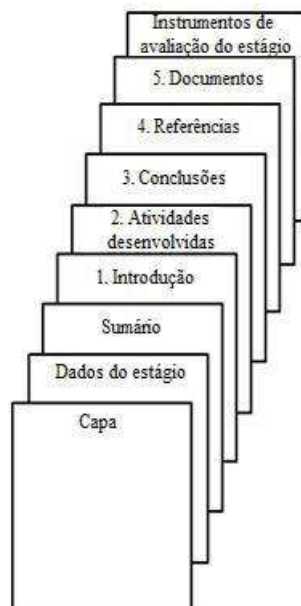 Instrumentos de
avaliação do estágio
5. Documentos
4. Referências
3. Conclusões
2. Atividades
desenvolvidas
1. Introdução
Sumário
Dados do estágio
Capa